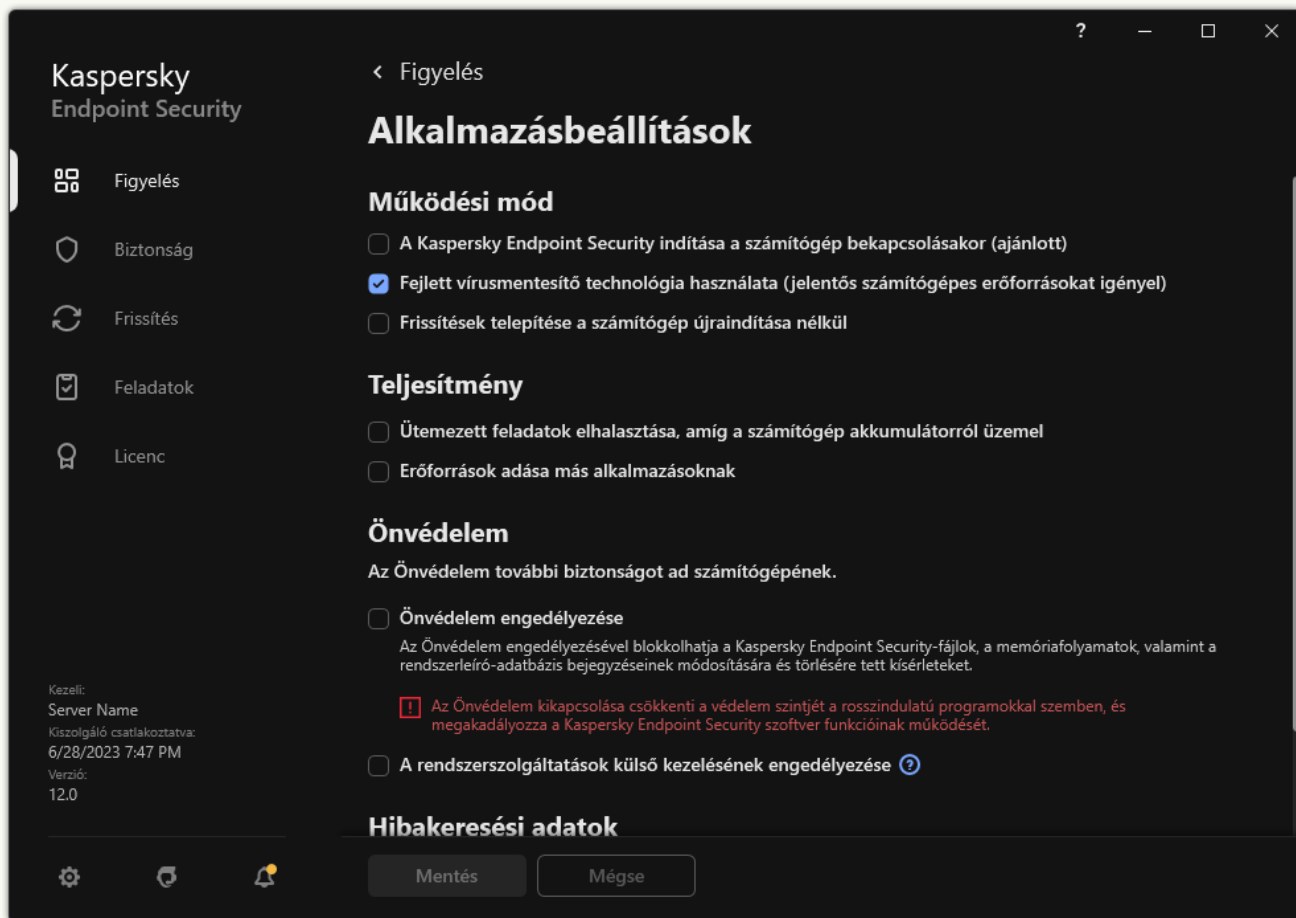 ?
Kaspersky
Endpoint Security
Figyelés
Biztonság
Frissítés
Feladatok
Licenc
Kezeli:
Server Name
Kiszolgáló csatlakoztatva:
6/28/2023 7:47 PM
Verzió:
12.0
Figyelés
Alkalmazásbeállítások
Működési mód
A Kaspersky Endpoint Security indítása a számítógép bekapcsolásakor (ajánlott)
Fejlett vírusmentesítő technológia használata (jelentős számítógépes erőforrásokat igényel)
Frissítések telepítése a számítógép újraindítása nélkül
Teljesítmény
Ütemezett feladatok elhalasztása, amíg a számítógép akkumulátorról üzemel
Erőforrások adása más alkalmazásoknak
Önvédelem
Az Önvédelem további biztonságot ad számítógépének.
Önvédelem engedélyezése
Az Önvédelem engedélyezésével blokkolhatja a Kaspersky Endpoint Security-fájlok, a memóriafolyamatok, valamint a
rendszerleíró-adatbázis bejegyzéseinek módosítására és törlésére tett kísérleteket.
! Az Önvédelem kikapcsolása csökkenti a védelem szintjét a rosszindulatú programokkal szemben, és
megakadályozza a Kaspersky Endpoint Security szoftver funkcióinak működését.
A rendszerszolgáltatások külső kezelésének engedélyezése ?
Hibakeresési adatok
Mentés
Mégse